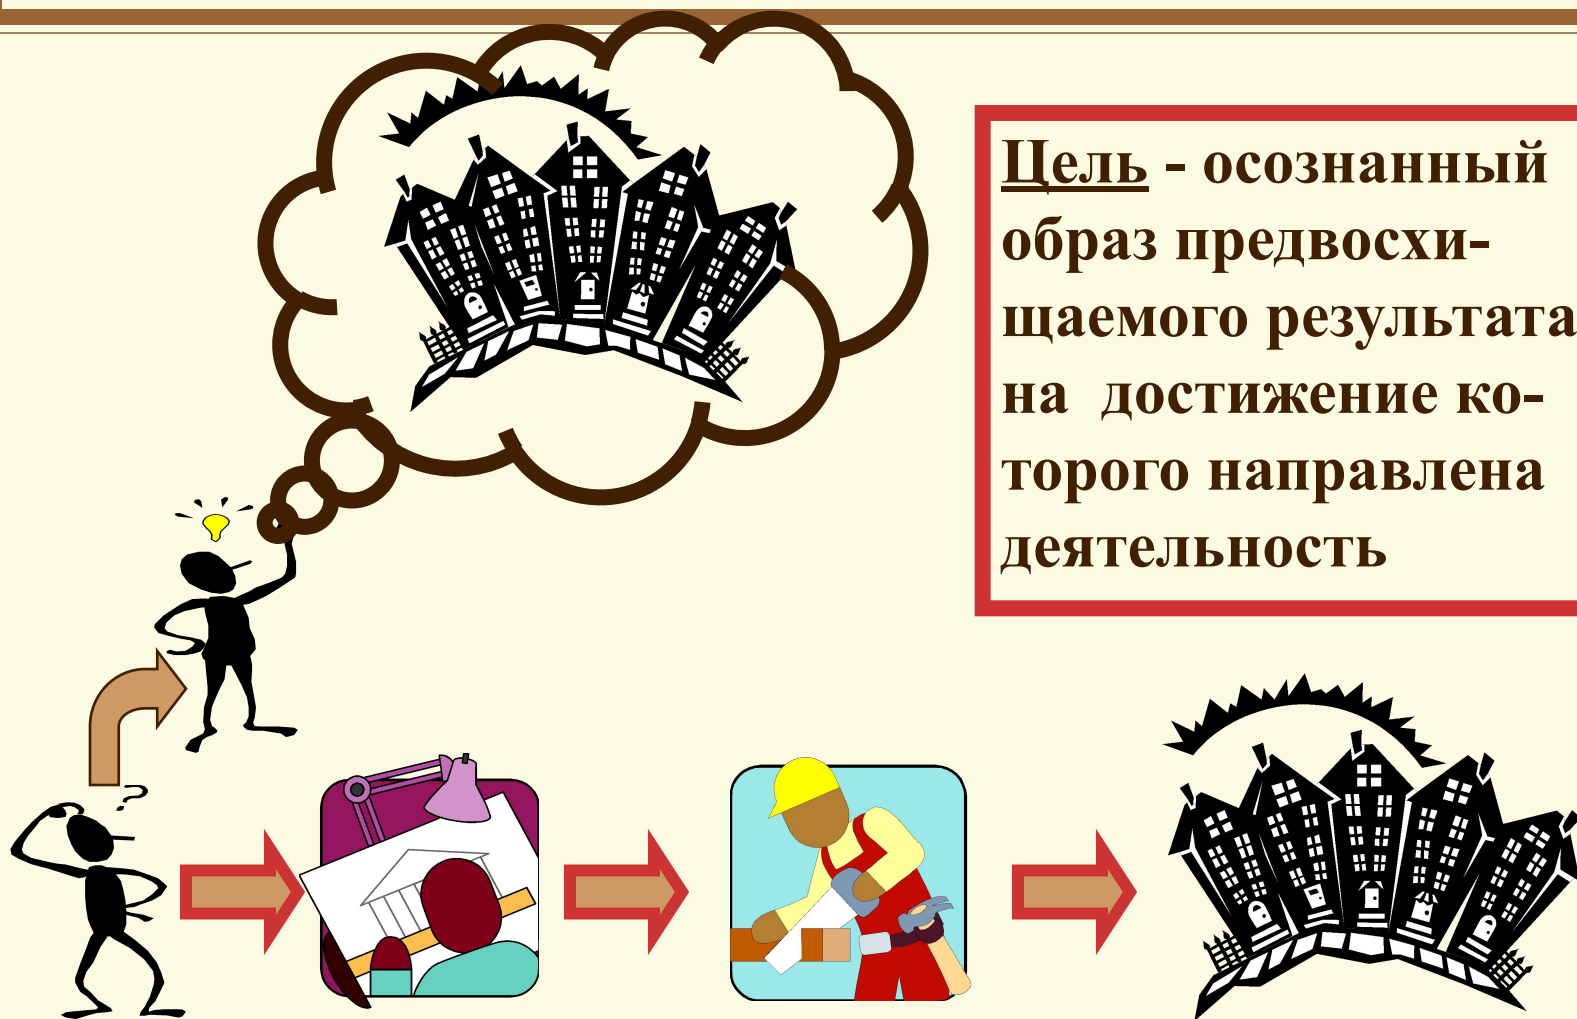 Цель - осознанный
образ предвосхи-
щаемого результата
на  достижение ко-
торого направлена
деятельность
?